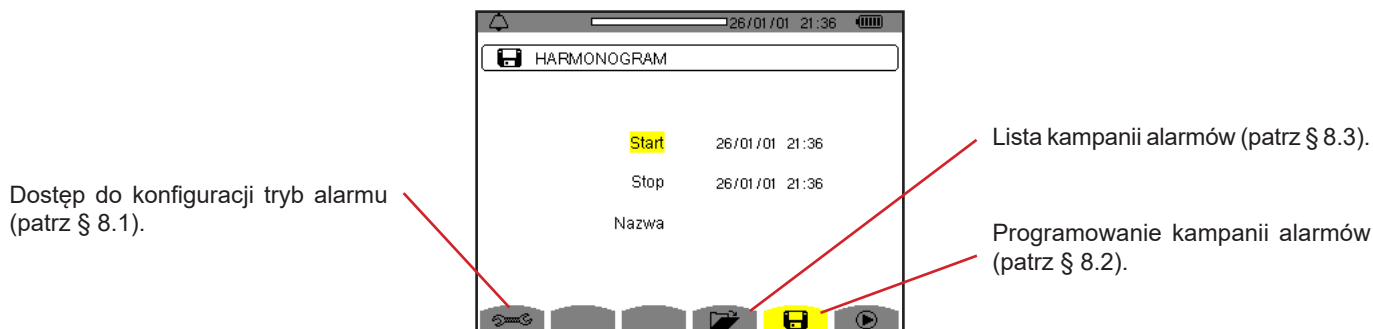 26/01/01 21:36
HARMONOGRAM
Start 26/01/01 21:36
Stop 26/01/01 21:36
Nazwa
Dostęp do konfiguracji tryb alarmu
(patrz § 8.1).
Lista kampanii alarmów (patrz § 8.3).
Programowanie kampanii alarmów
(patrz § 8.2).